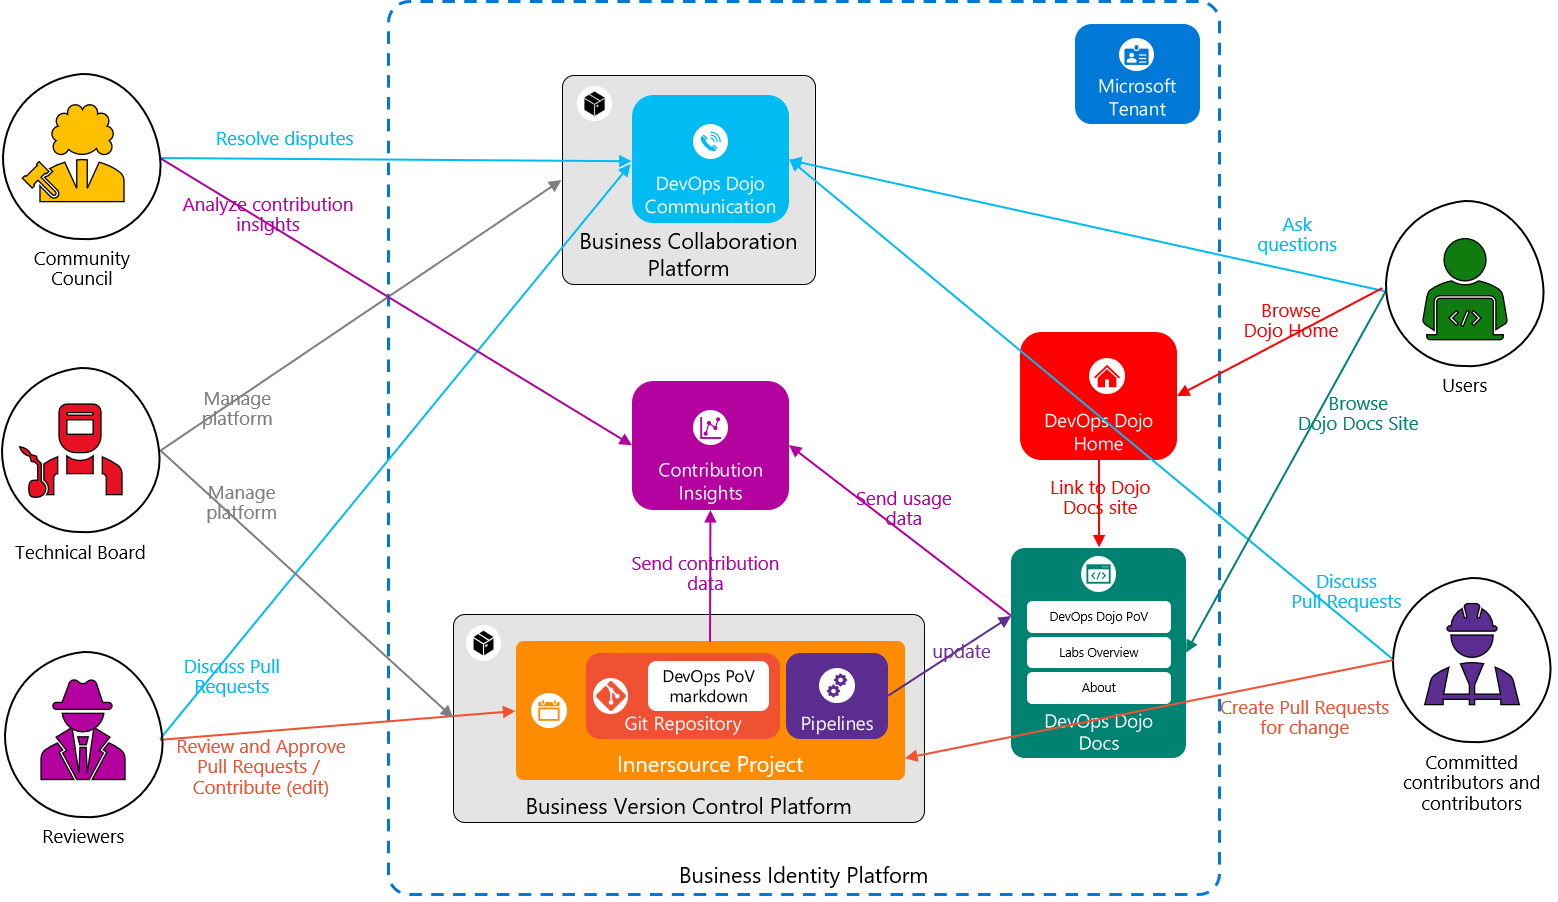 Microsoft
Tenant
Resolve disputes
DevOps Dojo
Communication
Business Collaboration
Platform
Analyze contribution
insights
Community
Council
Ask
questions
Browse
Dojo Home
Users
Browse
Dojo Docs Site
DevOps Dojo
Home
Manage
platform
Manage
platform
Technical Board
Contribution
Insights
Link to Dojo
Docs site
Send usage
data
Send contribution
data
DevOps Dojo PoV
Labs Overview
About
DevOps Dojo
Docs
Discuss
Pull Requests
update
Discuss Pull
Requests
DevOps PoV
markdown
Git Repository
Pipelines
Innersource Project
Business Version Control Platform
Create Pull Requests
for change
Review and Approve
Pull Requests /
Contribute (edit)
Reviewers
Committed
contributors and
contributors
Business Identity Platform